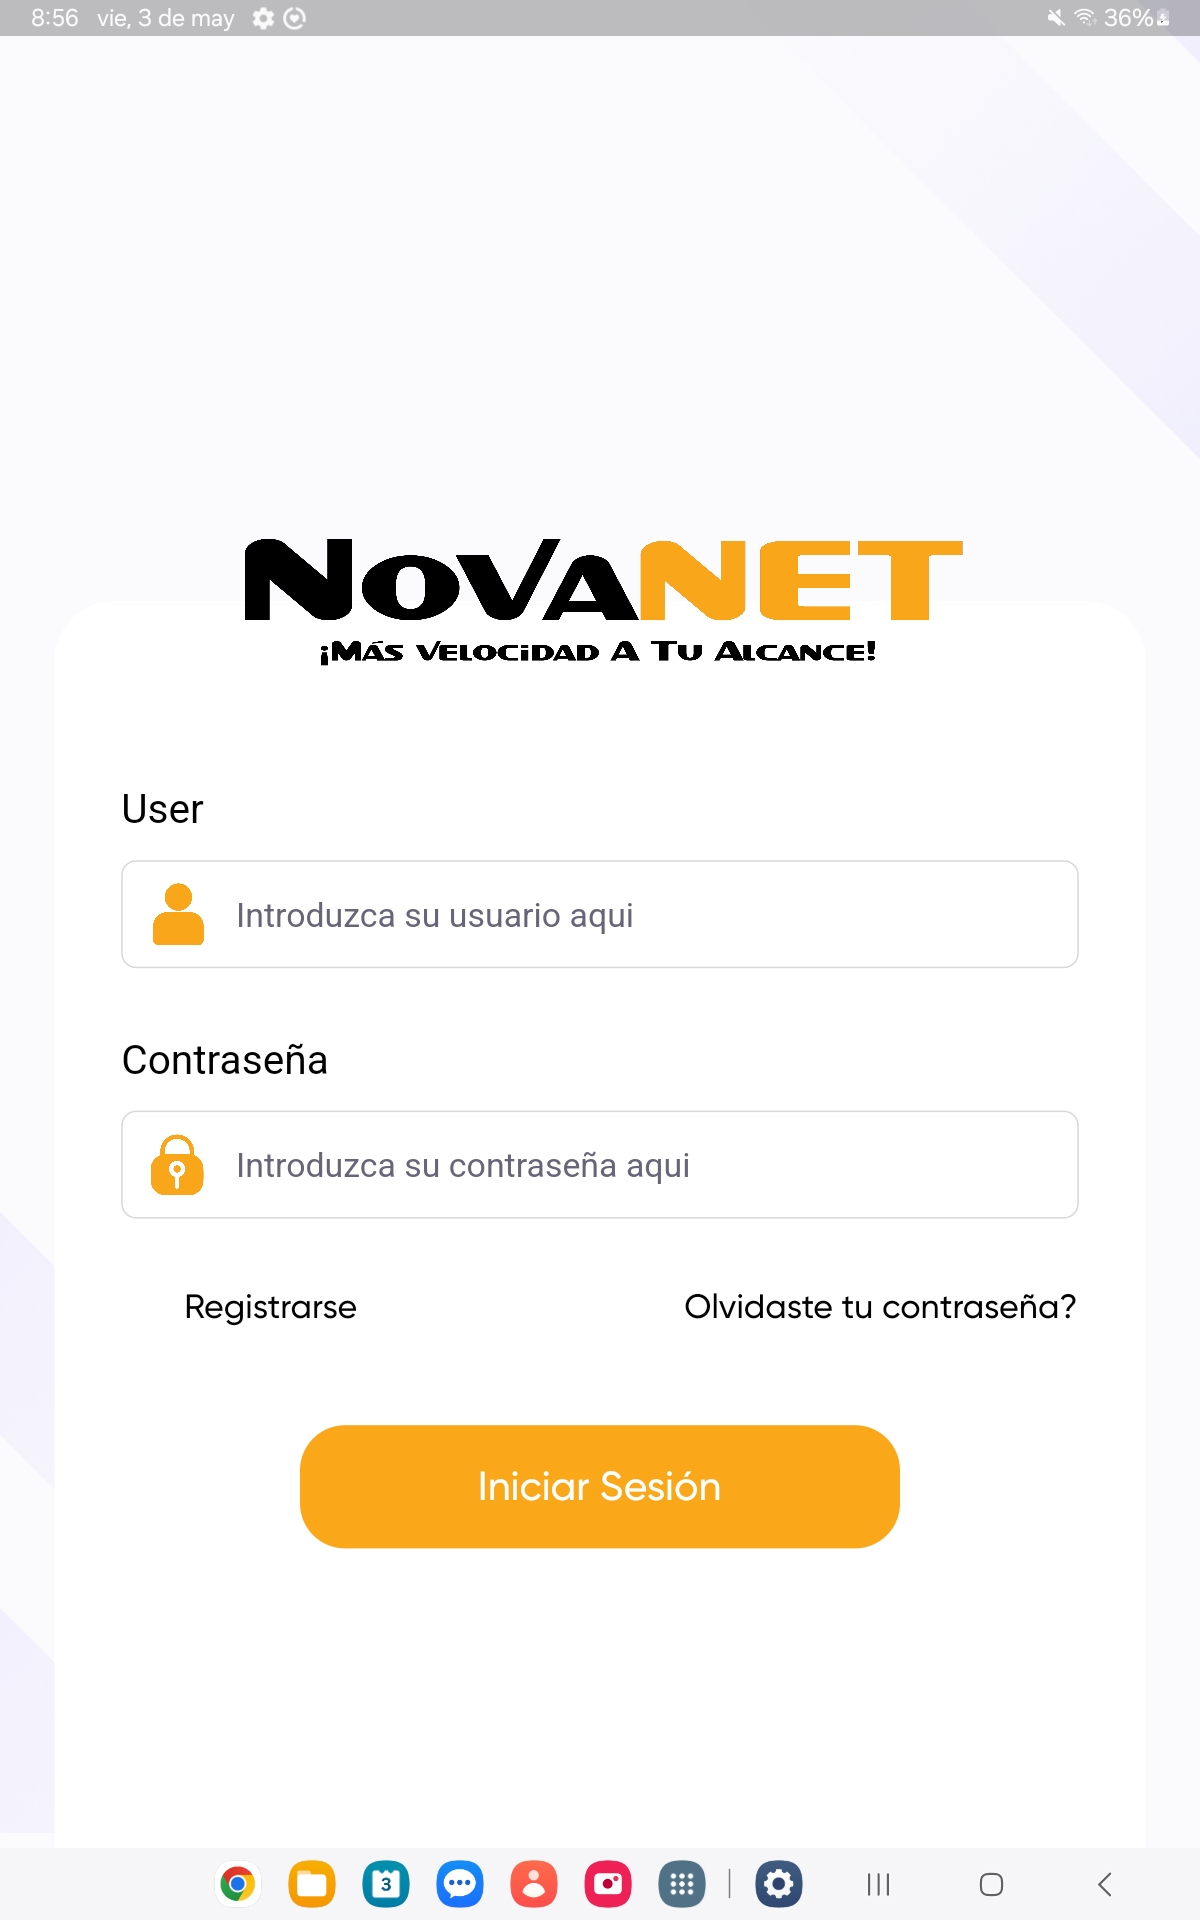 8:56 vie, 3 de may 36%
NovaNET
¡Más Velocidad A Tu Alcance!
User
Introduzca su usuario aqui
Contraseña
Introduzca su contraseña aqui
Registrarse Olvidaste tu contraseña?
Iniciar Sesión
3